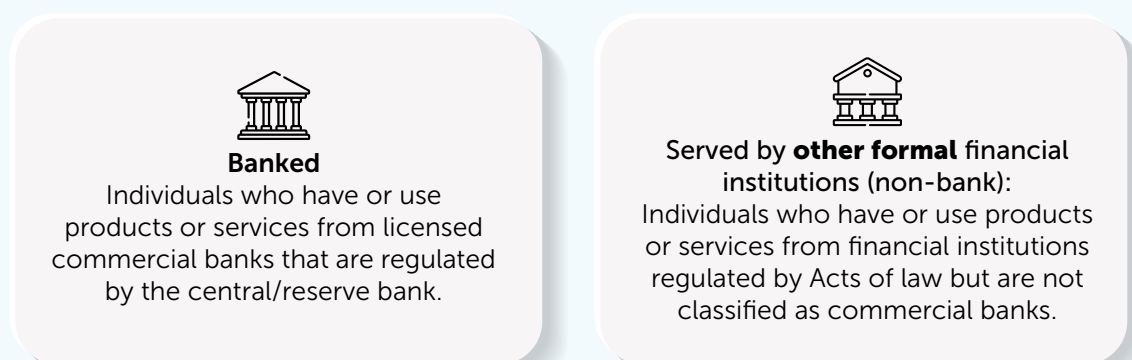 Banked
Individuals who have or use
products or services from licensed
commercial banks that are regulated
by the central/reserve bank.
Served by other formal financial
institutions (non-bank):
Individuals who have or use products
or services from financial institutions
regulated by Acts of law but are not
classified as commercial banks.